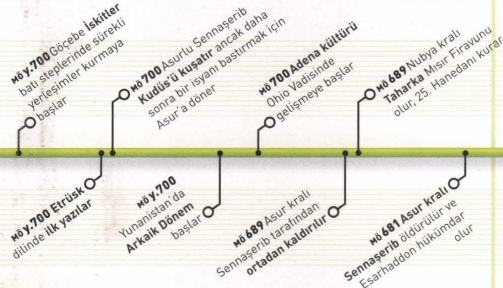 MÖ y.700 Göçebe İskitler
batı steplerinde sürekli
yerleşimler kurmaya
başlar
MÖ y.700 Etrüsk
dilinde ilk yazılar
MÖ 700 Asurlu Sennaşerib
Kudüs'ü kuşatır ancak daha
sonra bir isyanı bastırmak için
Asur'a döner
MÖ y.700
Yunanistan'da
Arkaik Dönem
başlar
MÖ 700 Adena kültürü
Ohio Vadisinde
gelişmeye başlar
MÖ 689 Asur kralı
Sennaşerib tarafından
ortadan kaldırılır
MÖ 689 Nubya kralı
Taharka Mısır Firavunu
olur, 25. Hanedanı kurar
MÖ 681 Asur kralı
Sennaşerib öldürülür ve
Esarhaddon hükümdar
olur